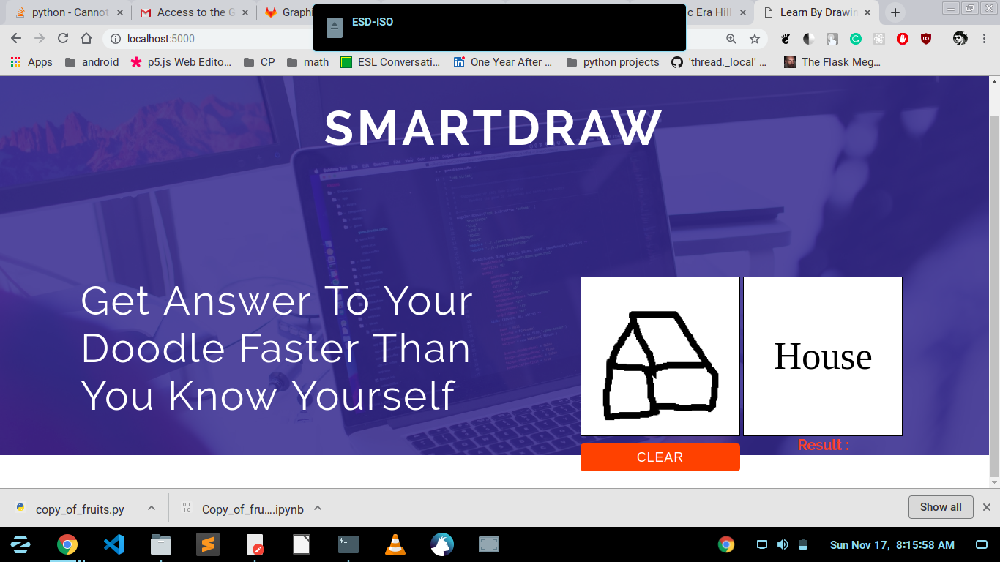 python - Cannot
Access to the G
Graphi
ESD-ISO
c Era Hill
Learn By Drawin
localhost:5000
Apps
android
p5.js Web Edito...
CP
math
ESL Conversati...
One Year After ...
python projects
'thread._local' ...
The Flask Meg...
SMARTDRAW
Get Answer To Your
Doodle Faster Than
You Know Yourself
House
Result :
CLEAR
copy_of_fruits.py
Copy_of_fru....ipynb
Show all
Sun Nov 17, 8:15:58 AM